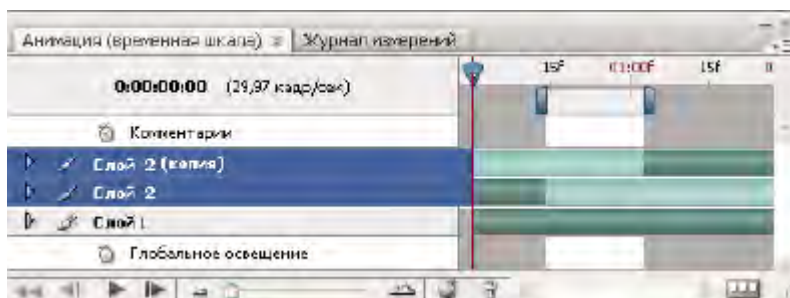 Анимация (временная шкала) × Журнал измерений
0:00:00:00 (29,97 кадр/сек) 15f 01:00f 15f 0
Комментарии
Слой 2 (копия)
Слой 2
Слой 1
Глобальное освещение